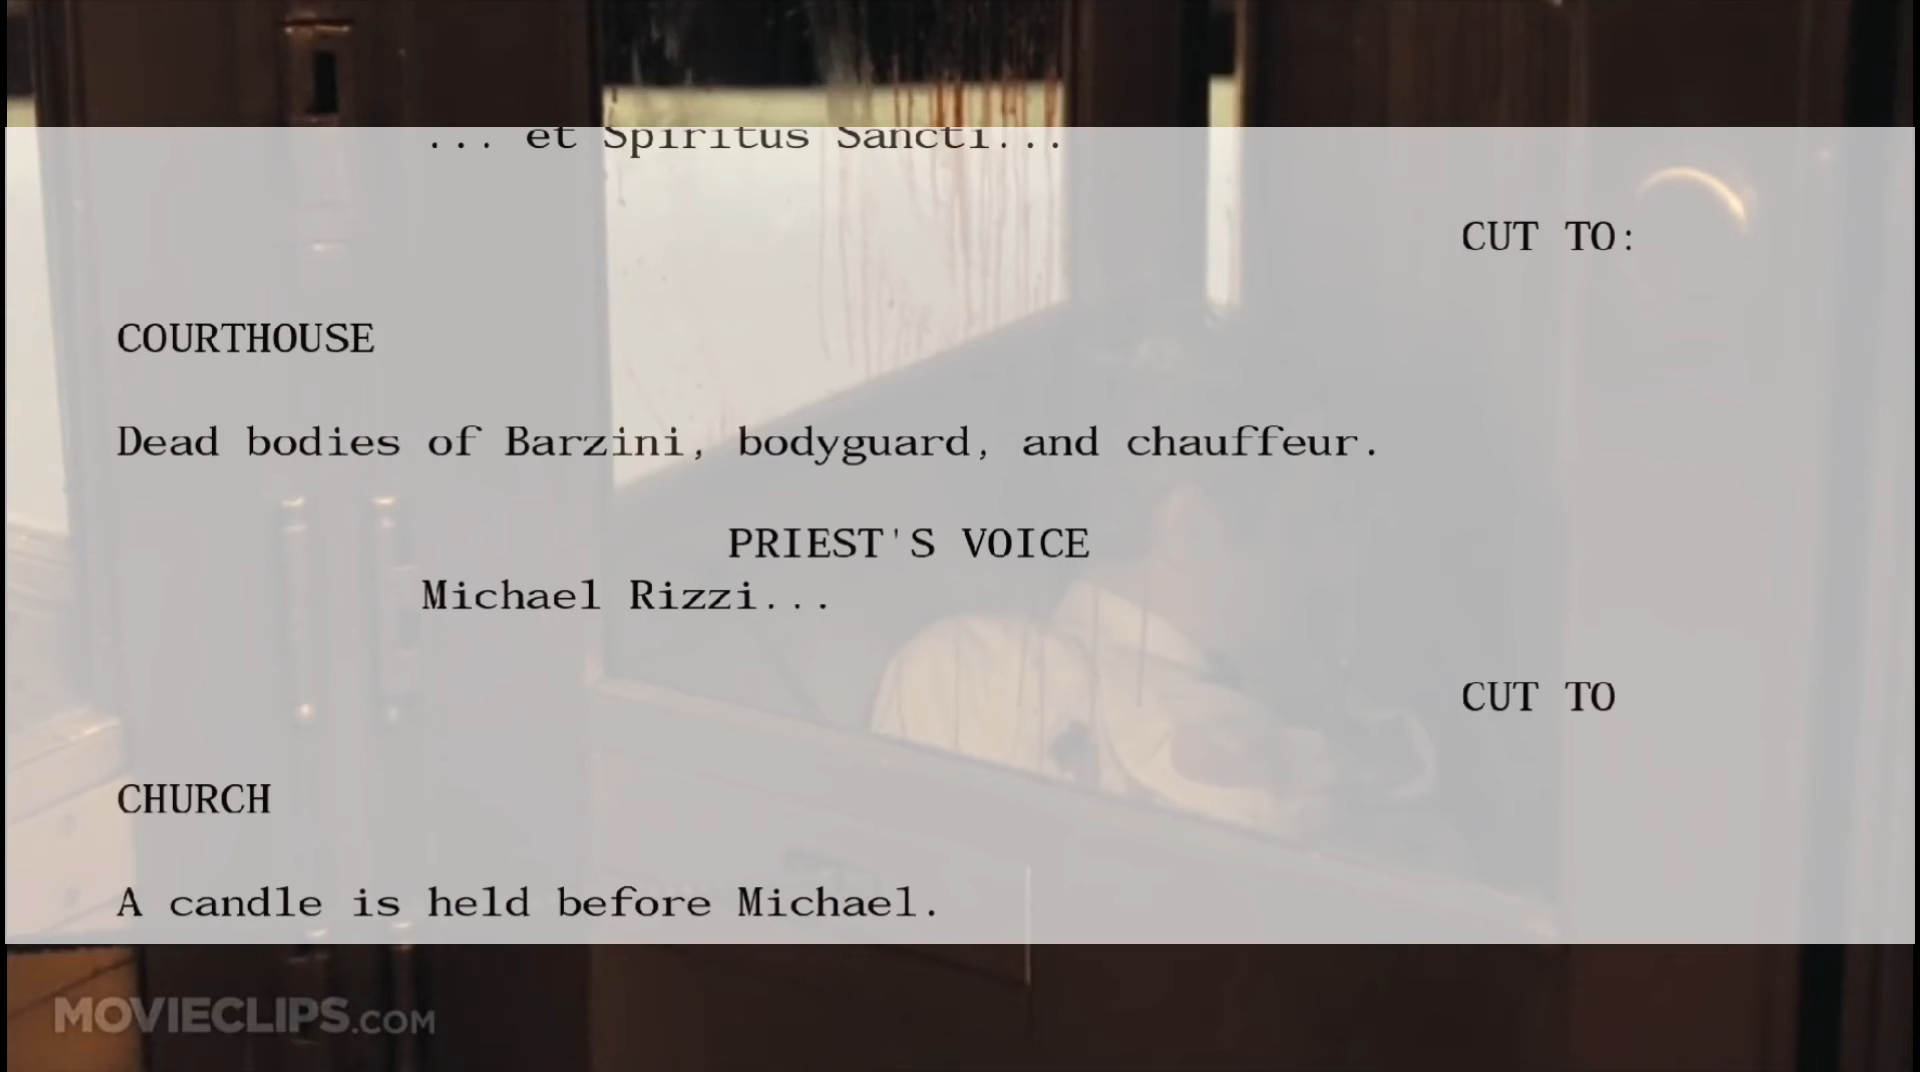 ... et Spiritus Sancti...
CUT TO:
COURTHOUSE
Dead bodies of Barzini, bodyguard, and chauffeur.
PRIEST'S VOICE
Michael Rizzi...
CUT TO
CHURCH
A candle is held before Michael.
MOVIECLIPS.COM